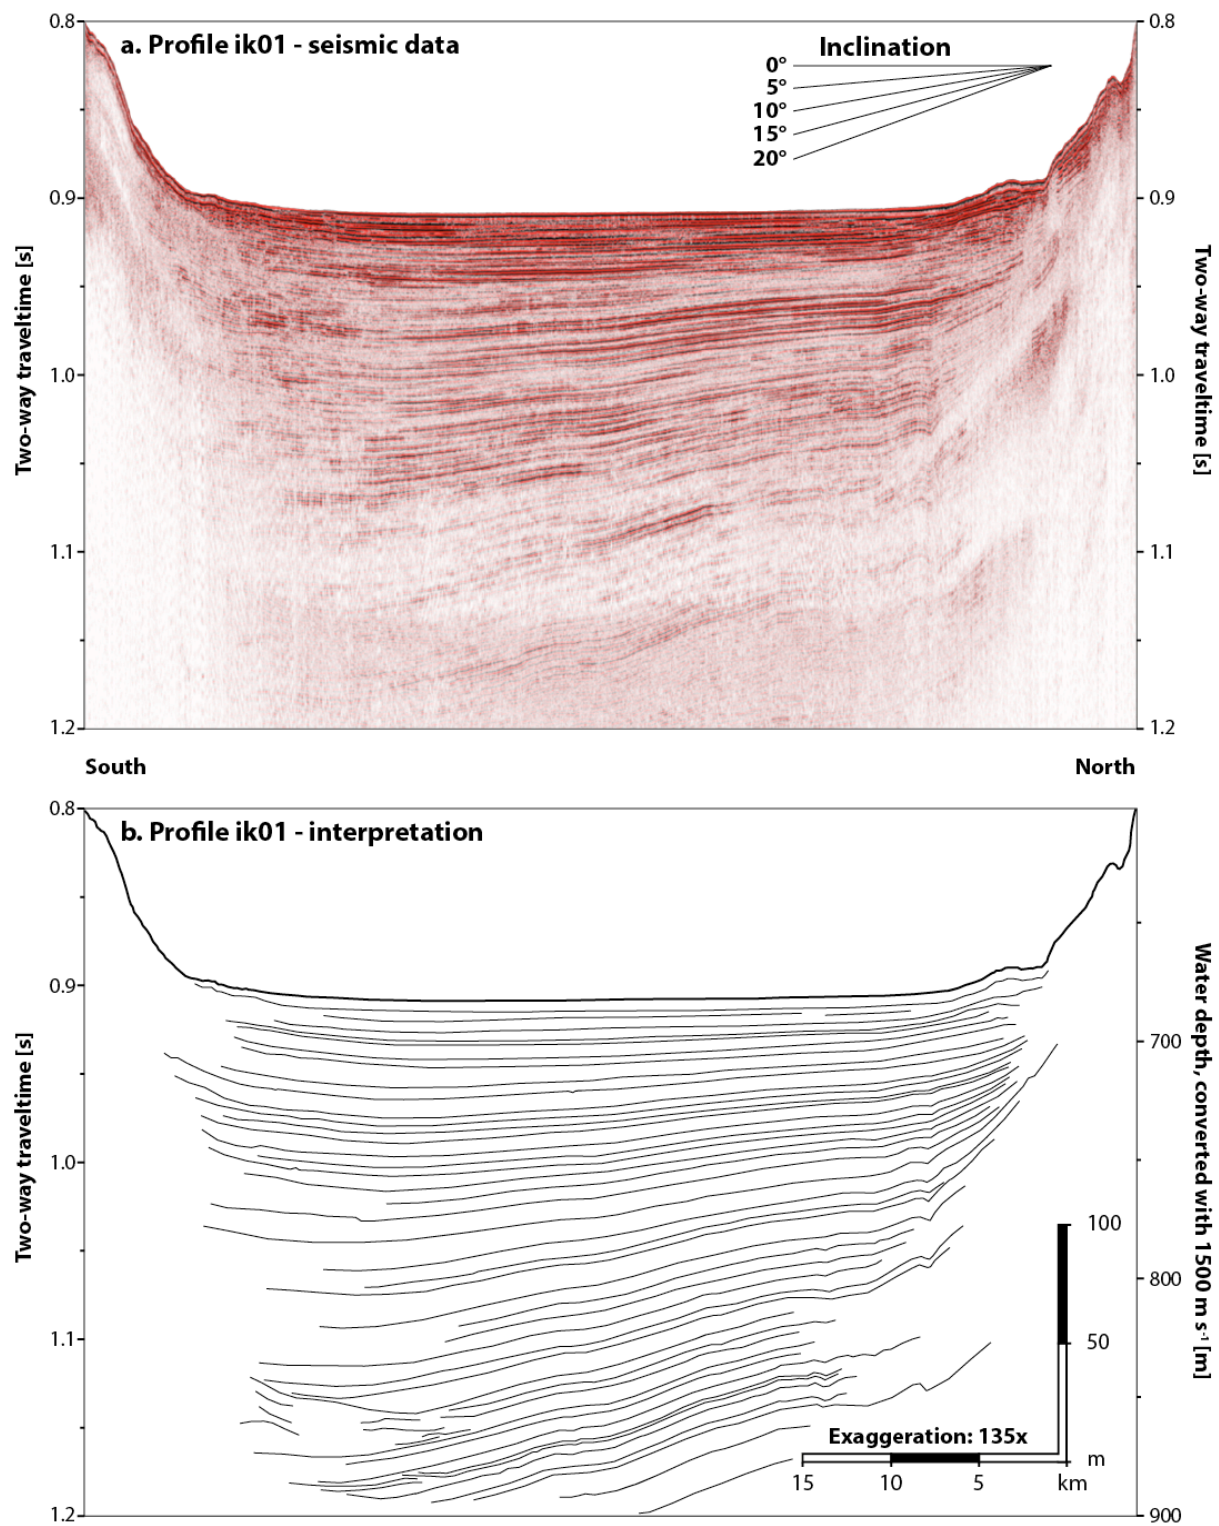 0.8
a. Profile ik01 - seismic data
Inclination
0.8
0°
5°
10°
15°
20°
0.9
0.9
Two-way traveltime [s]
Two-way traveltime [s]
1.0
1.0
1.1
1.1
1.2
1.2
South
North
0.8
b. Profile ik01 - interpretation
0.9
700
Two-way traveltime [s]
Water depth, converted with 1500 m s⁻¹ [m]
1.0
100
800
1.1
50
Exaggeration: 135x
m
15
10
5
km
1.2
900